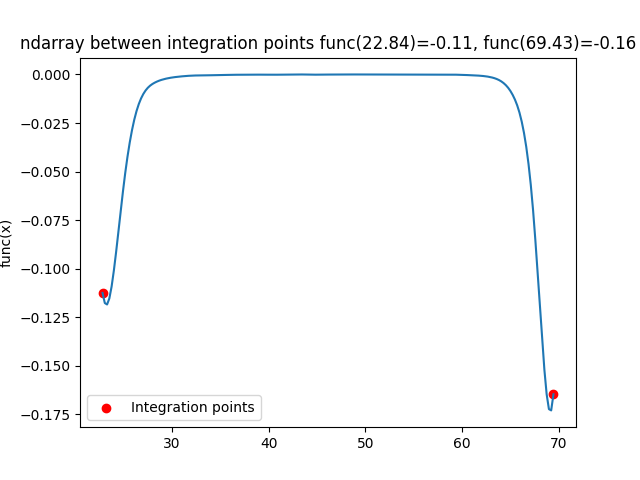 ndarray between integration points func(22.84)=-0.11, func(69.43)=-0.16
func(x)
0.000
−0.025
−0.050
−0.075
−0.100
−0.125
−0.150
−0.175
Integration points
30 40 50 60 70